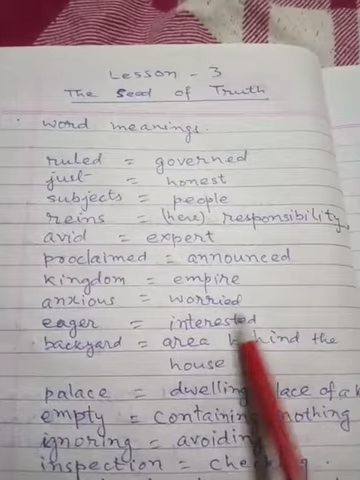 Lesson - 3
The Seed of Truth
word meanings.
ruled = governed
just = honest
subjects = people
reins = (here) responsibility
avid = expert
proclaimed = announced
kingdom = empire
anxious = worried
eager = interested
backyard = area behind the
house
palace = dwelling place of a
empty = containing nothing
ignoring = avoiding
inspection = checking.